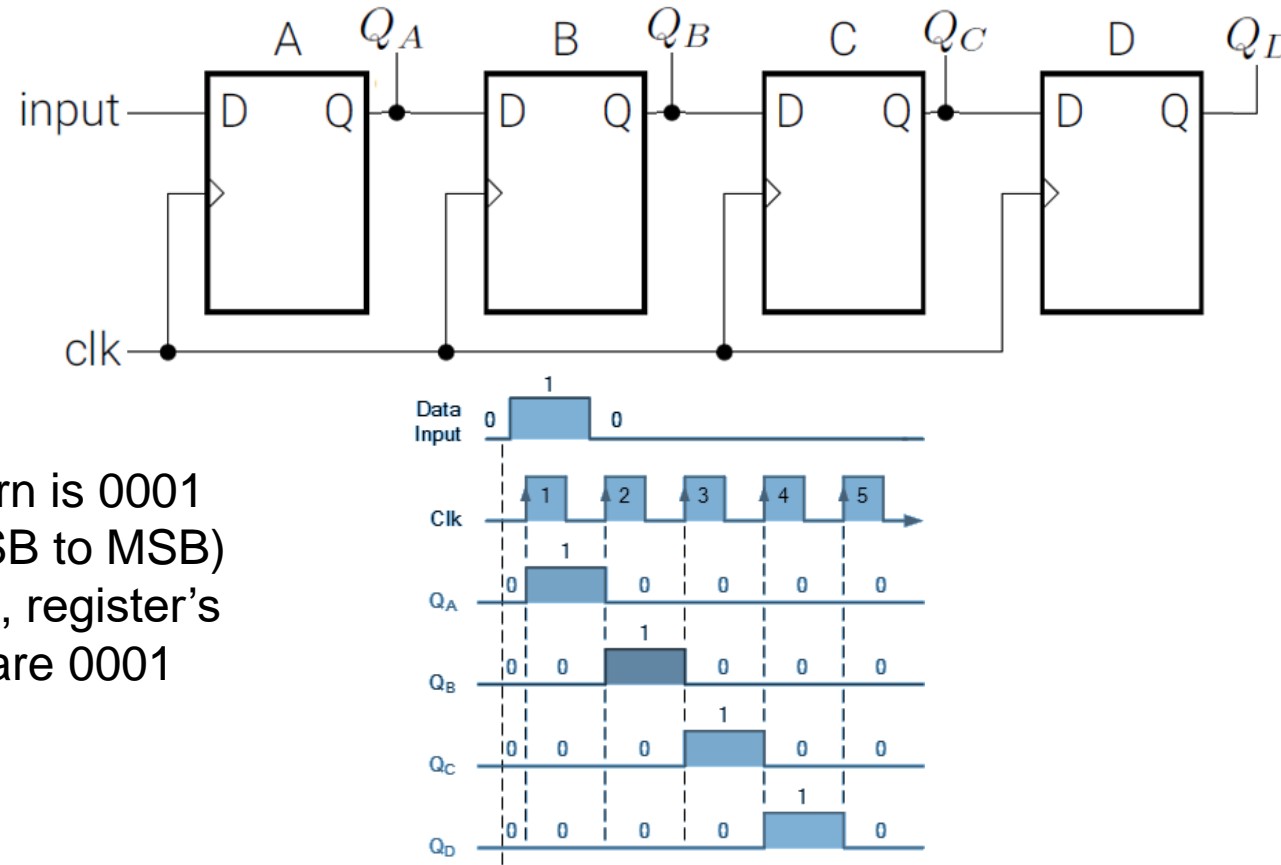 A Q_A B Q_B C Q_C D Q_D
input D Q D Q D Q D Q
clk
1
Data Input 0 0
rn is 0001
SB to MSB)
, register's
are 0001
Clk 1 2 3 4 5
1
Q_A 0 0 0 0 0
1
Q_B 0 0 0 0 0
1
Q_C 0 0 0 0 0
1
Q_D 0 0 0 0 0